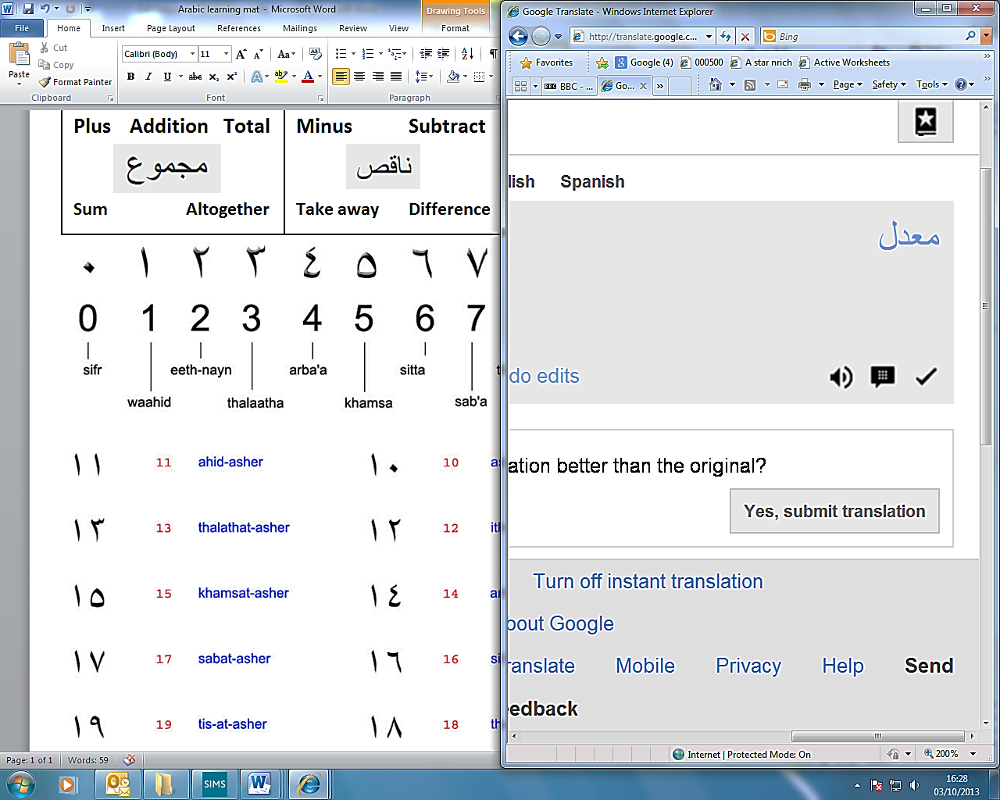 Arabic learning mat - Microsoft Word
Drawing Tools
File Home Insert Page Layout References Mailings Review View Format
Paste
Cut
Copy
Format Painter
Calibri (Body) 11
Clipboard Font Paragraph
Plus Addition Total
مجموع
Sum Altogether
Minus Subtract
ناقص
Take away Difference
٠ ١ ٢ ٣ ٤ ٥ ٦ ٧
0 1 2 3 4 5 6 7
sifr eeth-nayn arba'a sitta
waahid thalaatha khamsa sab'a
١١ 11 ahid-asher ١٠ 10
١٣ 13 thalathat-asher ١٢ 12
١٥ 15 khamsat-asher ١٤ 14
١٧ 17 sabat-asher ١٦ 16
١٩ 19 tis-at-asher ١٨ 18
Page: 1 of 1 Words: 59
Google Translate - Windows Internet Explorer
http://translate.google.c...
Bing
Favorites Google (4) 000500 A star nrich Active Worksheets
BBC - ... Go... Page Safety Tools
lish Spanish
معدل
do edits
ation better than the original?
Yes, submit translation
Turn off instant translation
bout Google
ranslate Mobile Privacy Help Send
eedback
Internet | Protected Mode: On 200%
SIMS
16:28
03/10/2013